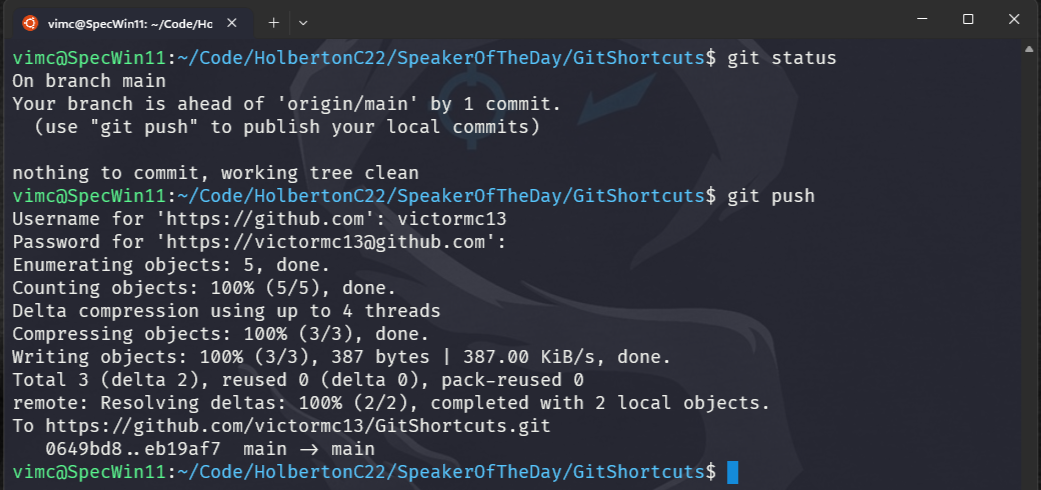 vimc@SpecWin11: ~/Code/Ho
vimc@SpecWin11:~/Code/HolbertonC22/SpeakerOfTheDay/GitShortcuts$ git status
On branch main
Your branch is ahead of 'origin/main' by 1 commit.
  (use "git push" to publish your local commits)
nothing to commit, working tree clean
vimc@SpecWin11:~/Code/HolbertonC22/SpeakerOfTheDay/GitShortcuts$ git push
Username for 'https://github.com': victormc13
Password for 'https://victormc13@github.com':
Enumerating objects: 5, done.
Counting objects: 100% (5/5), done.
Delta compression using up to 4 threads
Compressing objects: 100% (3/3), done.
Writing objects: 100% (3/3), 387 bytes | 387.00 KiB/s, done.
Total 3 (delta 2), reused 0 (delta 0), pack-reused 0
remote: Resolving deltas: 100% (2/2), completed with 2 local objects.
To https://github.com/victormc13/GitShortcuts.git
   0649bd8..eb19af7  main -> main
vimc@SpecWin11:~/Code/HolbertonC22/SpeakerOfTheDay/GitShortcuts$